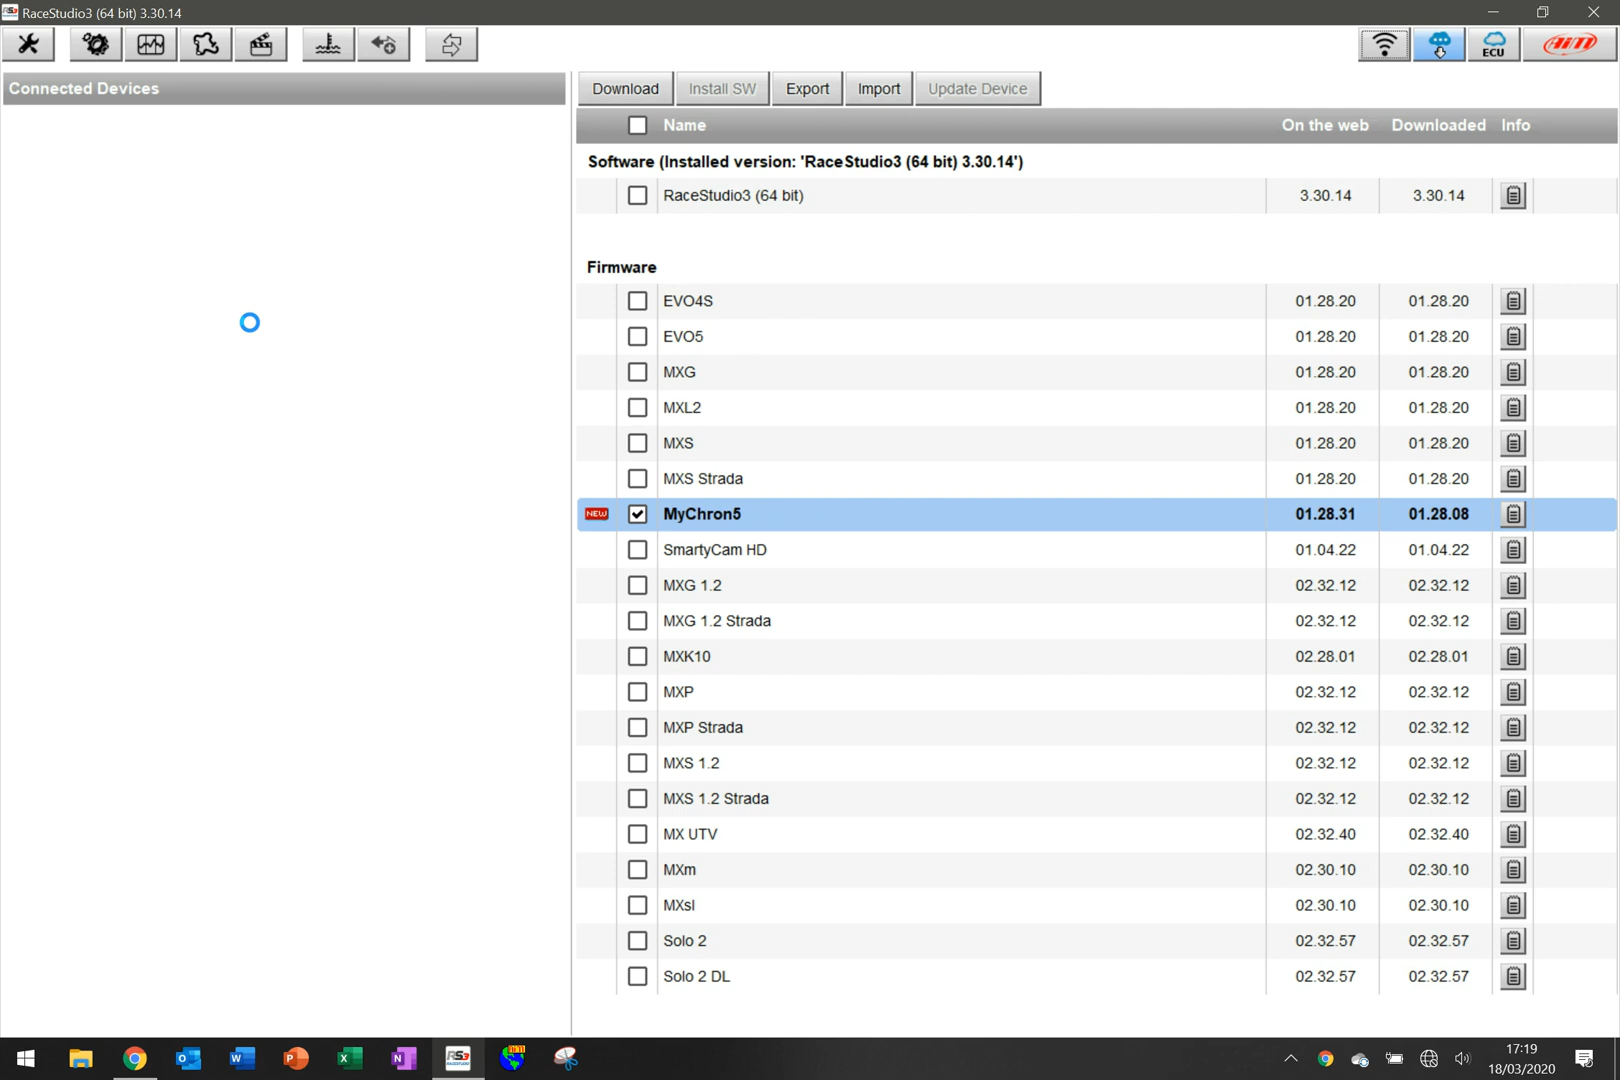 RaceStudio3 (64 bit) 3.30.14
ECU
AiM
Connected Devices
Download Install SW Export Import Update Device
Name On the web Downloaded Info
Software (Installed version: 'RaceStudio3 (64 bit) 3.30.14')
RaceStudio3 (64 bit) 3.30.14 3.30.14
Firmware
EVO4S 01.28.20 01.28.20
EVO5 01.28.20 01.28.20
MXG 01.28.20 01.28.20
MXL2 01.28.20 01.28.20
MXS 01.28.20 01.28.20
MXS Strada 01.28.20 01.28.20
NEW MyChron5 01.28.31 01.28.08
SmartyCam HD 01.04.22 01.04.22
MXG 1.2 02.32.12 02.32.12
MXG 1.2 Strada 02.32.12 02.32.12
MXK10 02.28.01 02.28.01
MXP 02.32.12 02.32.12
MXP Strada 02.32.12 02.32.12
MXS 1.2 02.32.12 02.32.12
MXS 1.2 Strada 02.32.12 02.32.12
MX UTV 02.32.40 02.32.40
MXm 02.30.10 02.30.10
MXsl 02.30.10 02.30.10
Solo 2 02.32.57 02.32.57
Solo 2 DL 02.32.57 02.32.57
17:19
18/03/2020